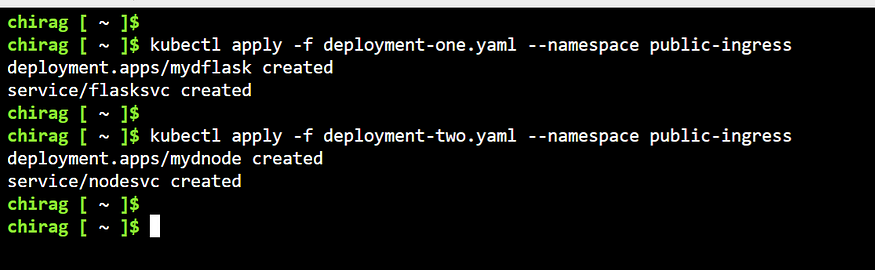 chirag [ ~ ]$
chirag [ ~ ]$ kubectl apply -f deployment-one.yaml --namespace public-ingress
deployment.apps/mydflask created
service/flasksvc created
chirag [ ~ ]$
chirag [ ~ ]$ kubectl apply -f deployment-two.yaml --namespace public-ingress
deployment.apps/mydnode created
service/nodesvc created
chirag [ ~ ]$
chirag [ ~ ]$